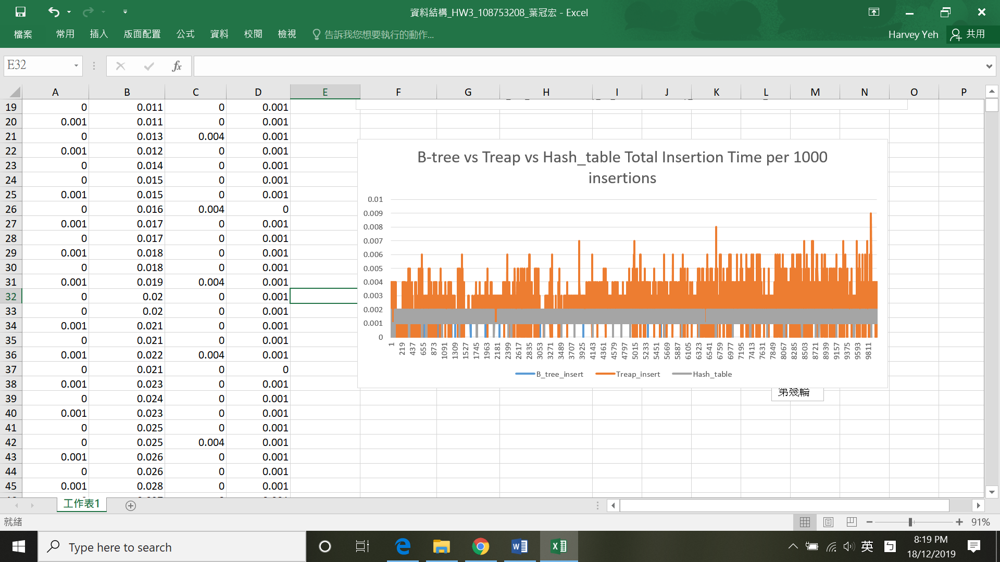 資料結構_HW3_108753208_葉冠宏 - Excel
檔案 常用 插入 版面配置 公式 資料 校閱 檢視 告訴我您想要執行的動作... Harvey Yeh 共用
E32 fx
A B C D E F G H I J K L M N O P
19 0 0.011 0 0.001
20 0.001 0.011 0 0.001
21 0 0.013 0.004 0.001
22 0.001 0.012 0 0.001
23 0 0.014 0 0.001
24 0 0.015 0 0.001
25 0.001 0.015 0 0.001
26 0 0.016 0.004 0
27 0.001 0.017 0 0.001
28 0 0.017 0 0.001
29 0.001 0.018 0 0.001
30 0 0.018 0 0.001
31 0.001 0.019 0.004 0.001
32 0 0.02 0 0.001
33 0 0.02 0 0.001
34 0.001 0.021 0 0.001
35 0 0.021 0 0.001
36 0.001 0.022 0.004 0.001
37 0 0.021 0 0
38 0.001 0.023 0 0.001
39 0 0.024 0 0.001
40 0.001 0.023 0 0.001
41 0 0.025 0 0.001
42 0 0.025 0.004 0.001
43 0.001 0.026 0 0.001
44 0 0.026 0 0.001
45 0.001 0.028 0 0.001
B-tree vs Treap vs Hash_table Total Insertion Time per 1000
insertions
0.01
0.009
0.008
0.007
0.006
0.005
0.004
0.003
0.002
0.001
0
1 219 437 655 873 1091 1309 1527 1745 1963 2181 2399 2617 2835 3053 3271 3489 3707 3925 4143 4361 4579 4797 5015 5233 5451 5669 5887 6105 6323 6541 6759 6977 7195 7413 7631 7849 8067 8285 8503 8721 8939 9157 9375 9593 9811
B_tree_insert Treap_insert Hash_table
第幾輪
工作表1
就緒 91%
Type here to search
英
8:19 PM
18/12/2019